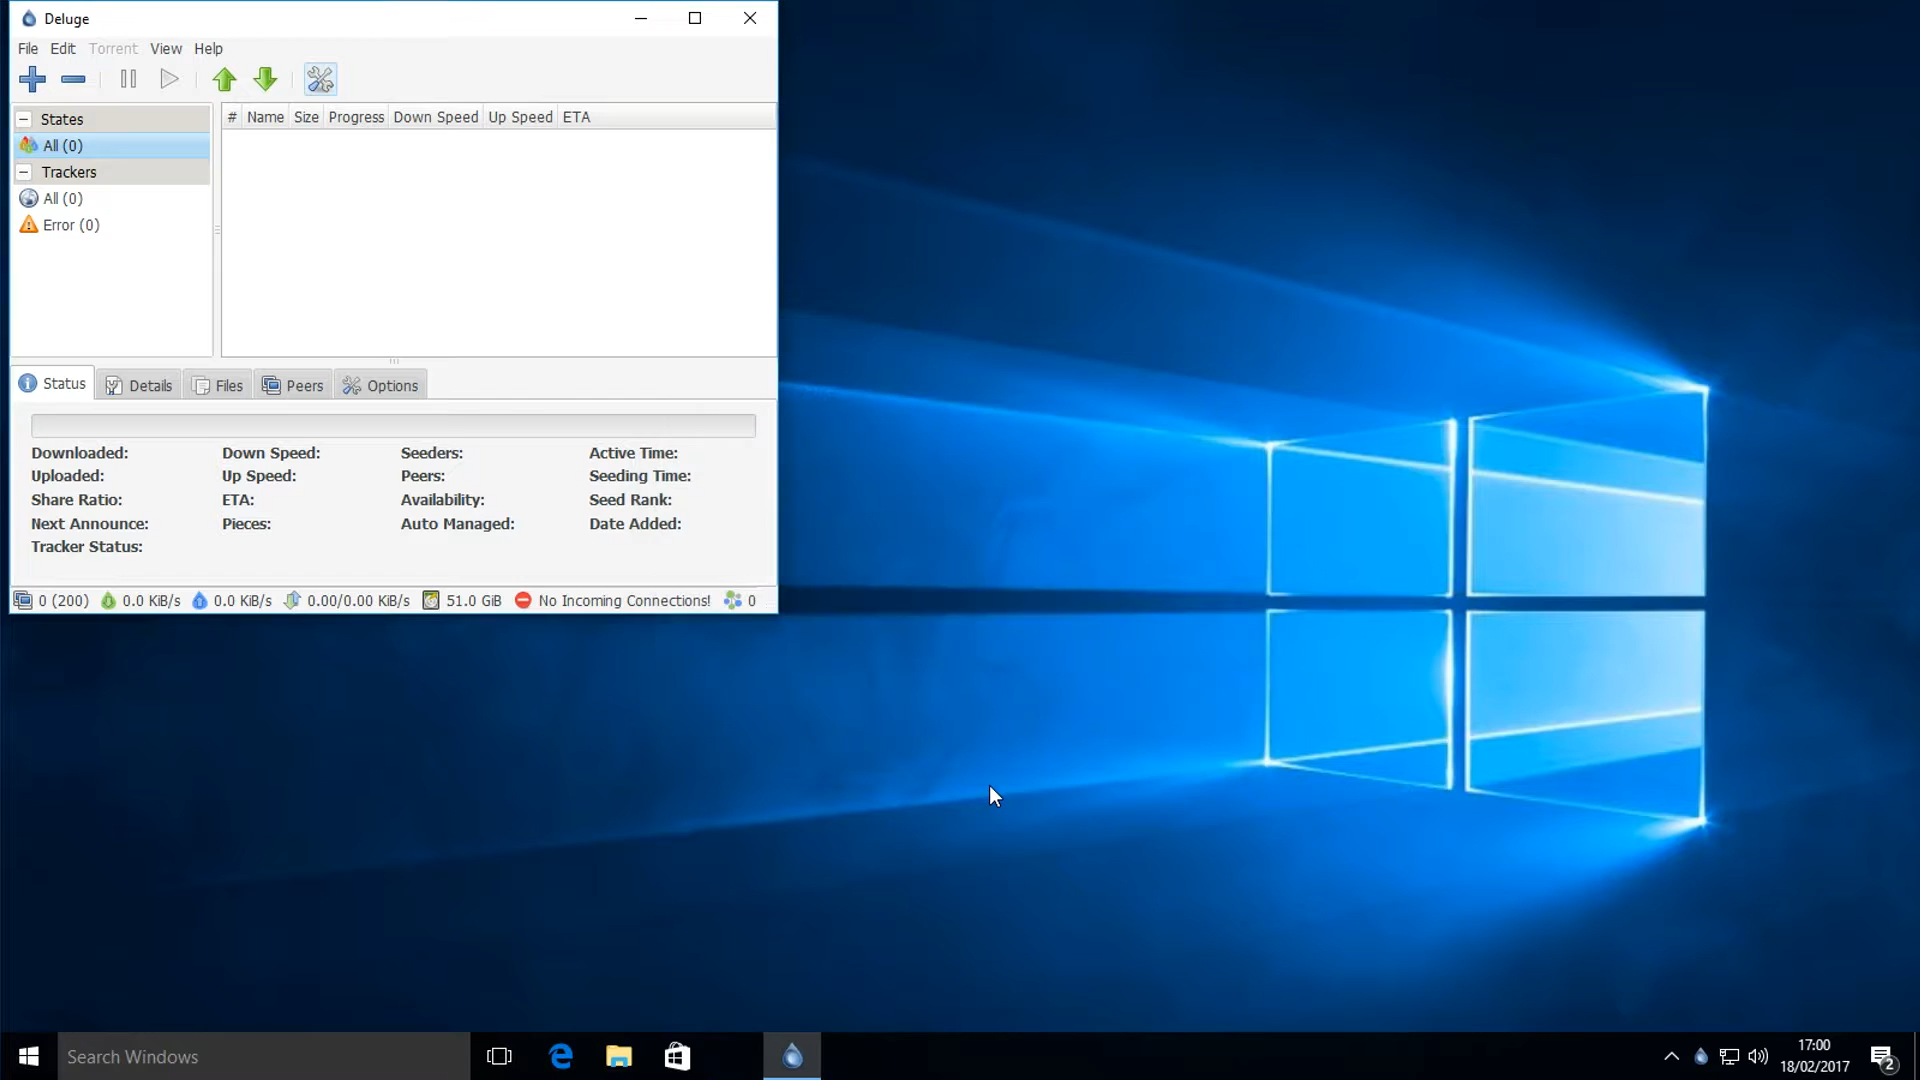 Deluge
File Edit Torrent View Help
States
All (0)
Trackers
All (0)
Error (0)
# Name Size Progress Down Speed Up Speed ETA
Status Details Files Peers Options
Downloaded: Down Speed: Seeders: Active Time:
Uploaded: Up Speed: Peers: Seeding Time:
Share Ratio: ETA: Availability: Seed Rank:
Next Announce: Pieces: Auto Managed: Date Added:
Tracker Status:
0 (200) 0.0 KiB/s 0.0 KiB/s 0.00/0.00 KiB/s 51.0 GiB No Incoming Connections! 0
Search Windows
17:00
18/02/2017
2